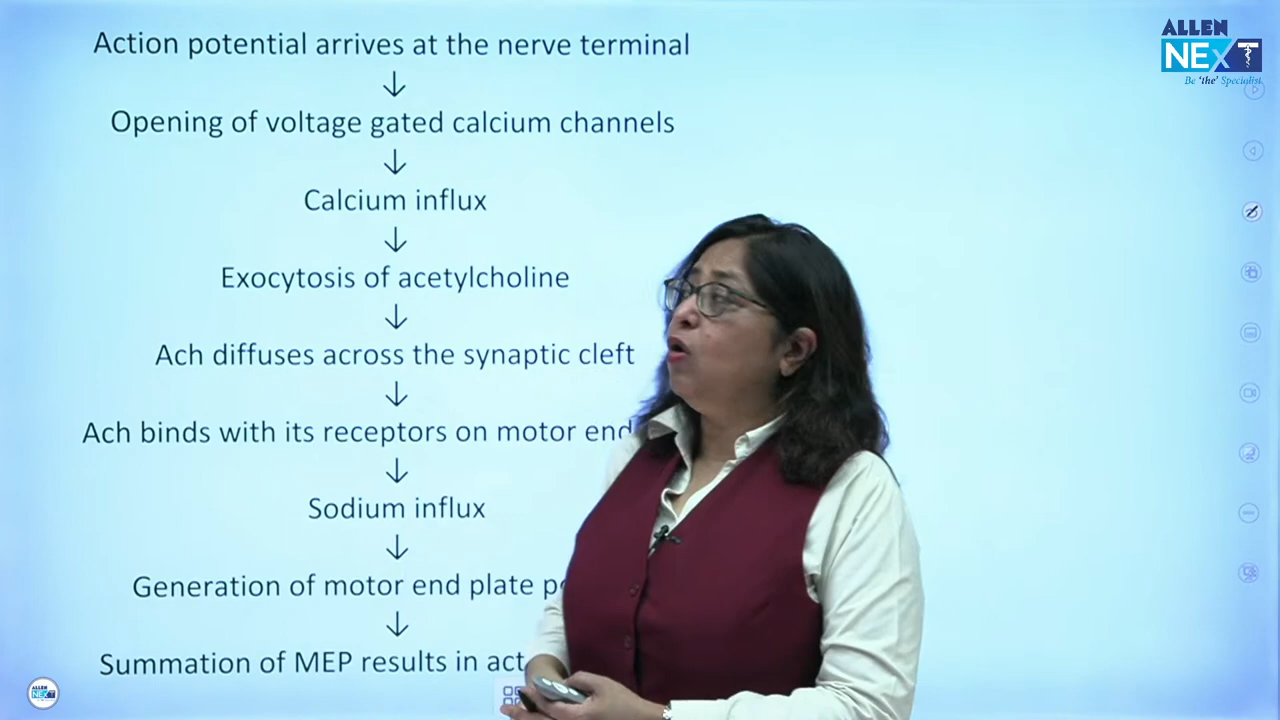 Action potential arrives at the nerve terminal
↓
Opening of voltage gated calcium channels
↓
Calcium influx
↓
Exocytosis of acetylcholine
↓
Ach diffuses across the synaptic cleft
↓
Ach binds with its receptors on motor end
↓
Sodium influx
↓
Generation of motor end plate
↓
Summation of MEP results in
ALLEN
NEXT
Be 'the' Specialist
ALLEN
NEXT